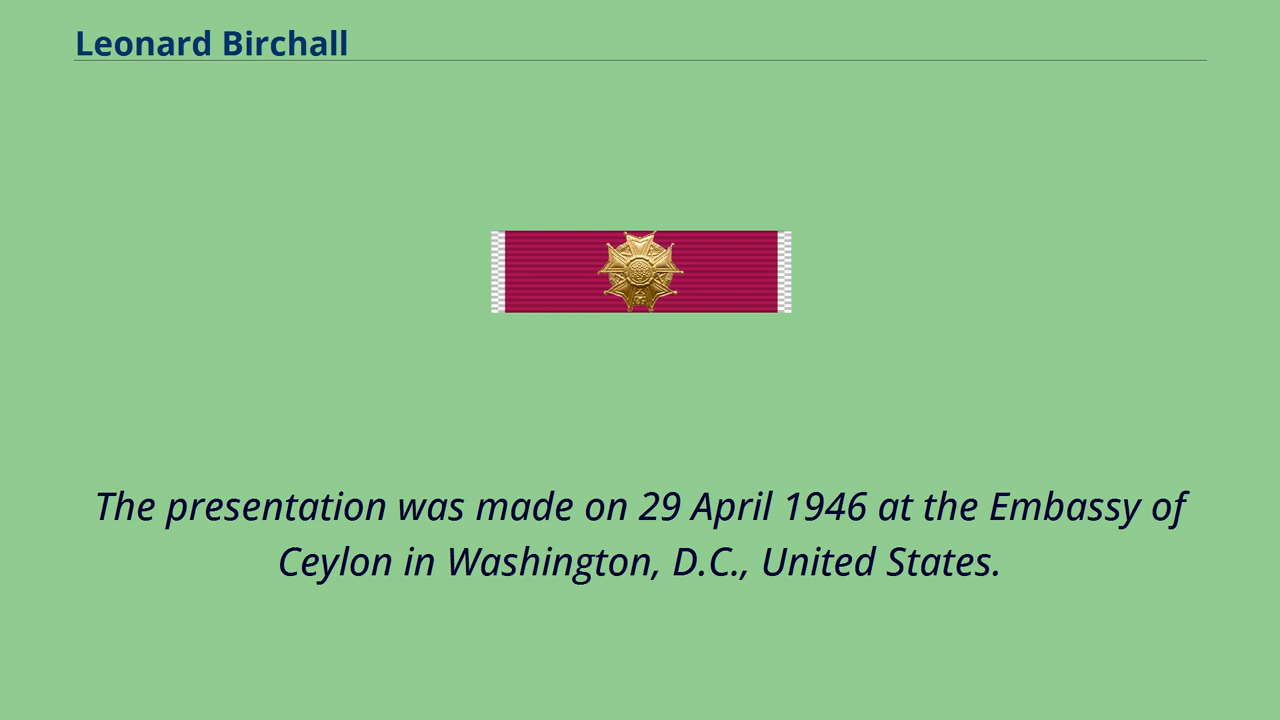 Leonard Birchall
The presentation was made on 29 April 1946 at the Embassy of
Ceylon in Washington, D.C., United States.